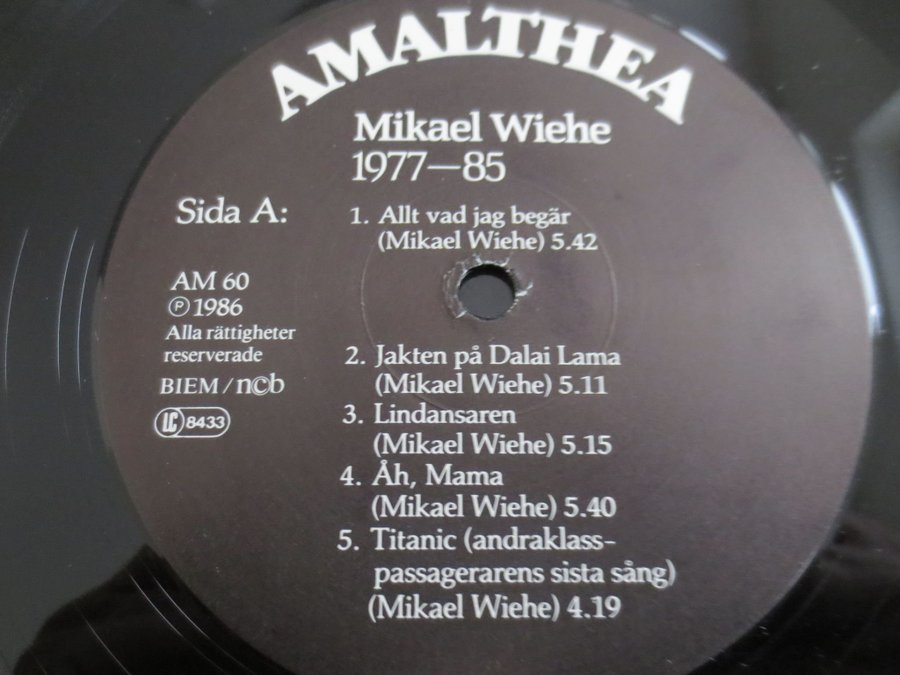 AMALTHEA
Mikael Wiehe
1977—85
Sida A:
AM 60
℗ 1986
Alla rättigheter
reserverade
BIEM / n©b
LC 8433
1. Allt vad jag begär
(Mikael Wiehe) 5.42
2. Jakten på Dalai Lama
(Mikael Wiehe) 5.11
3. Lindansaren
(Mikael Wiehe) 5.15
4. Åh, Mama
(Mikael Wiehe) 5.40
5. Titanic (andraklass-
passagerarens sista sång)
(Mikael Wiehe) 4.19